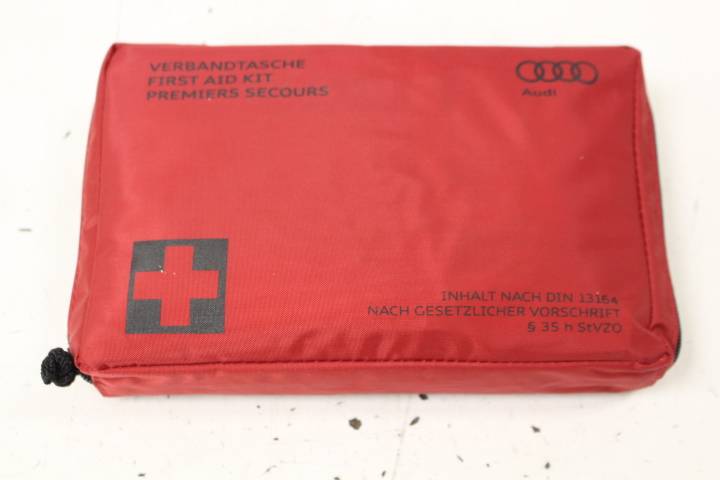 VERBANDTASCHE
FIRST AID KIT
PREMIERS SECOURS
Audi
INHALT NACH DIN 13164
NACH GESETZLICHER VORSCHRIFT
§ 35 h StVZO